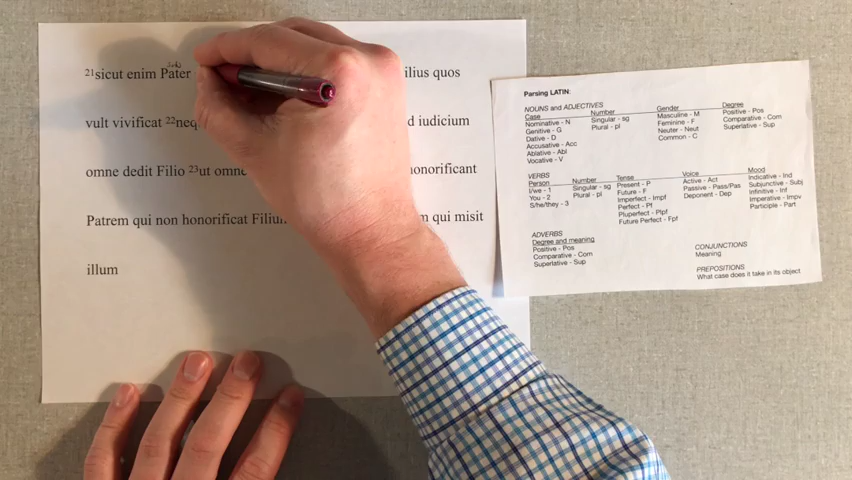 21sicut enim Pater ilius quos
vult vivificat 22neq d iudicium
omne dedit Filio 23ut omne onorificant
Patrem qui non honorificat Filiu m qui misit
illum
Parsing LATIN:
NOUNS and ADJECTIVES
Case Number Gender Degree
Nominative - N Singular - sg Masculine - M Positive - Pos
Genitive - G Plural - pl Feminine - F Comparative - Com
Dative - D Neuter - Neut Superlative - Sup
Accusative - Acc Common - C
Ablative - Abl
Vocative - V
VERBS
Person Number Tense Voice Mood
I/we - 1 Singular - sg Present - P Active - Act Indicative - Ind
You - 2 Plural - pl Future - F Passive - Pass/Pas Subjunctive - Subj
S/he/they - 3 Imperfect - Impf Deponent - Dep Infinitive - Inf
Perfect - Pf Imperative - Impv
Pluperfect - Plpf Participle - Part
Future Perfect - Fpf
ADVERBS
Degree and meaning
Positive - Pos
Comparative - Com
Superlative - Sup
CONJUNCTIONS
Meaning
PREPOSITIONS
What case does it take in its object